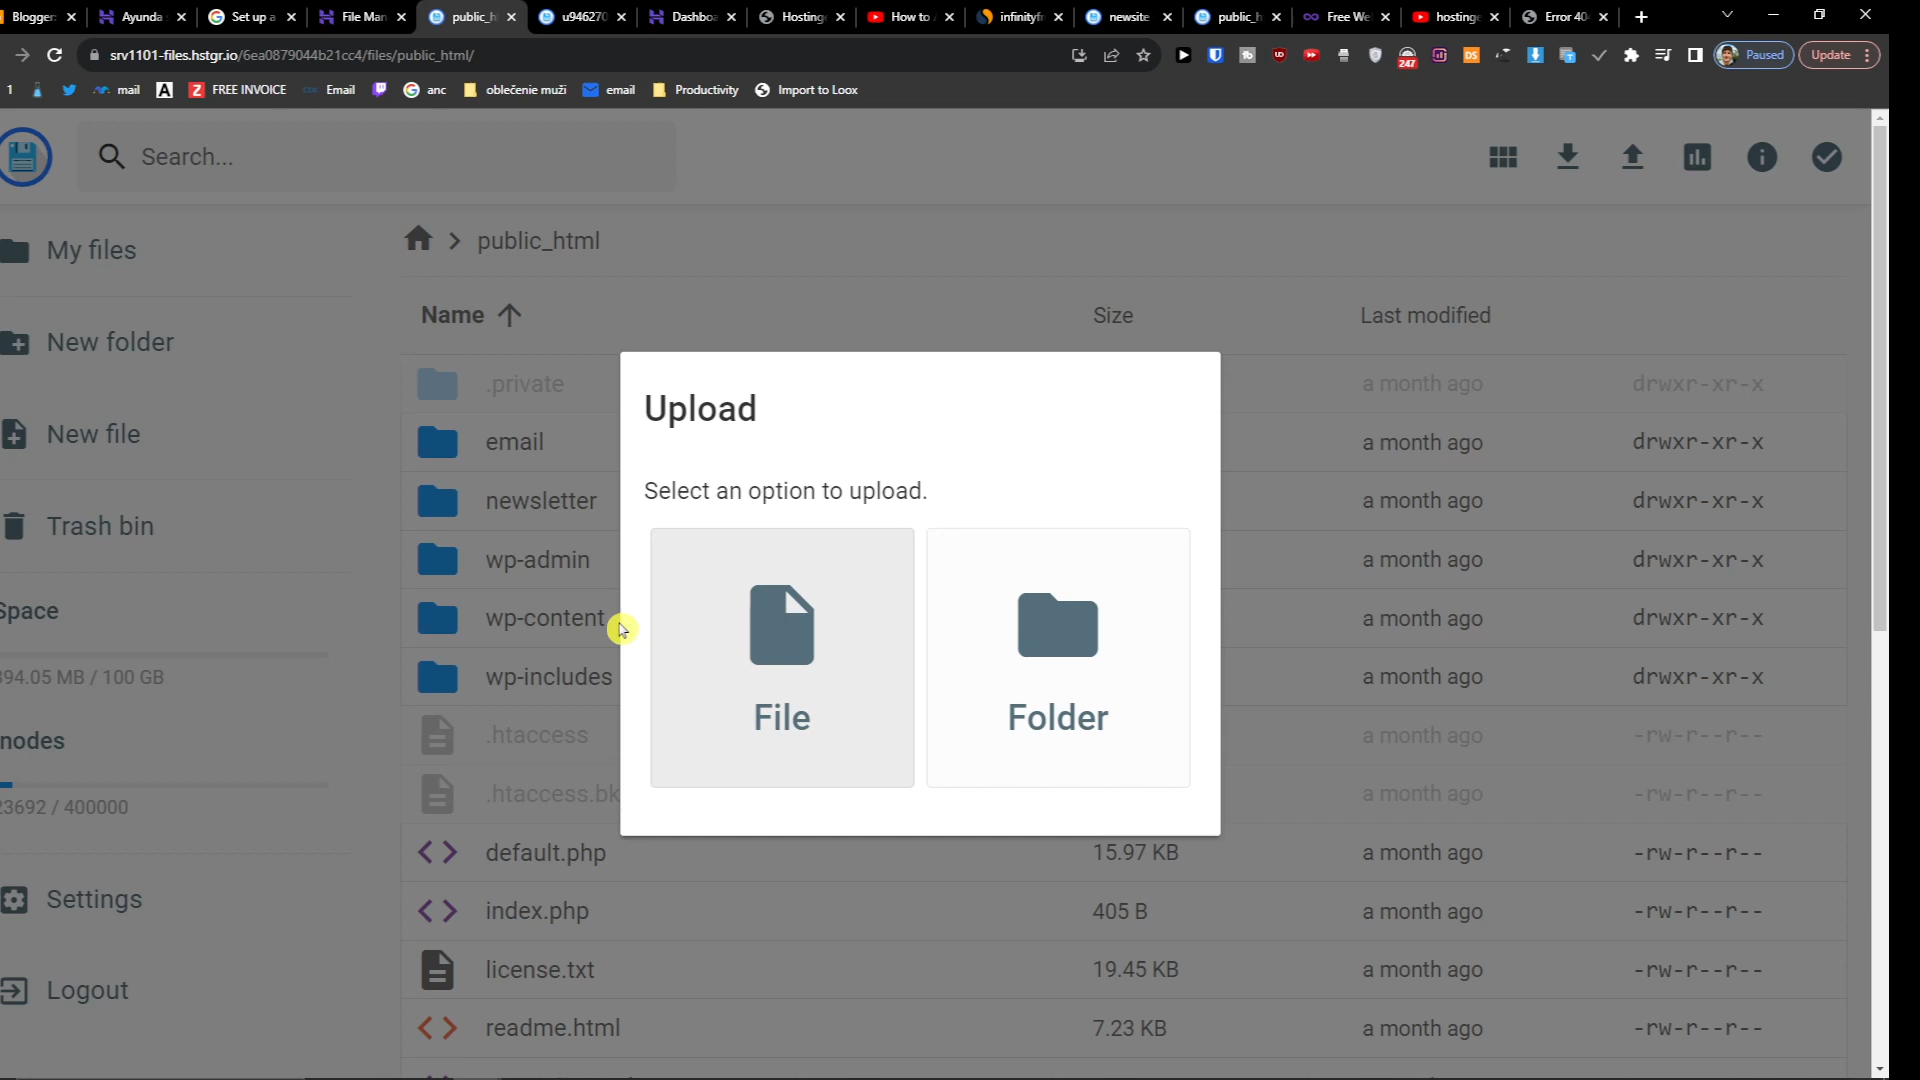 Blogger:
Ayunda
Set up a
File Man
public_h
u946270
Dashboa
Hosting
How to
infinityfr
newsite
public_h
Free We
hosting
Error 40
srv1101-files.hstgr.io/6ea0879044b21cc4/files/public_html/
247
DS
Paused
Update
1
mail
FREE INVOICE
Email
anc
oblečenie muži
email
Productivity
Import to Loox
Search...
My files
New folder
New file
Trash bin
Space
394.05 MB / 100 GB
nodes
23692 / 400000
Settings
Logout
public_html
Name Size Last modified
.private a month ago drwxr-xr-x
email a month ago drwxr-xr-x
newsletter a month ago drwxr-xr-x
wp-admin a month ago drwxr-xr-x
wp-content a month ago drwxr-xr-x
wp-includes a month ago drwxr-xr-x
.htaccess a month ago -rw-r--r--
.htaccess.bk a month ago -rw-r--r--
default.php 15.97 KB a month ago -rw-r--r--
index.php 405 B a month ago -rw-r--r--
license.txt 19.45 KB a month ago -rw-r--r--
readme.html 7.23 KB a month ago -rw-r--r--
Upload
Select an option to upload.
File
Folder